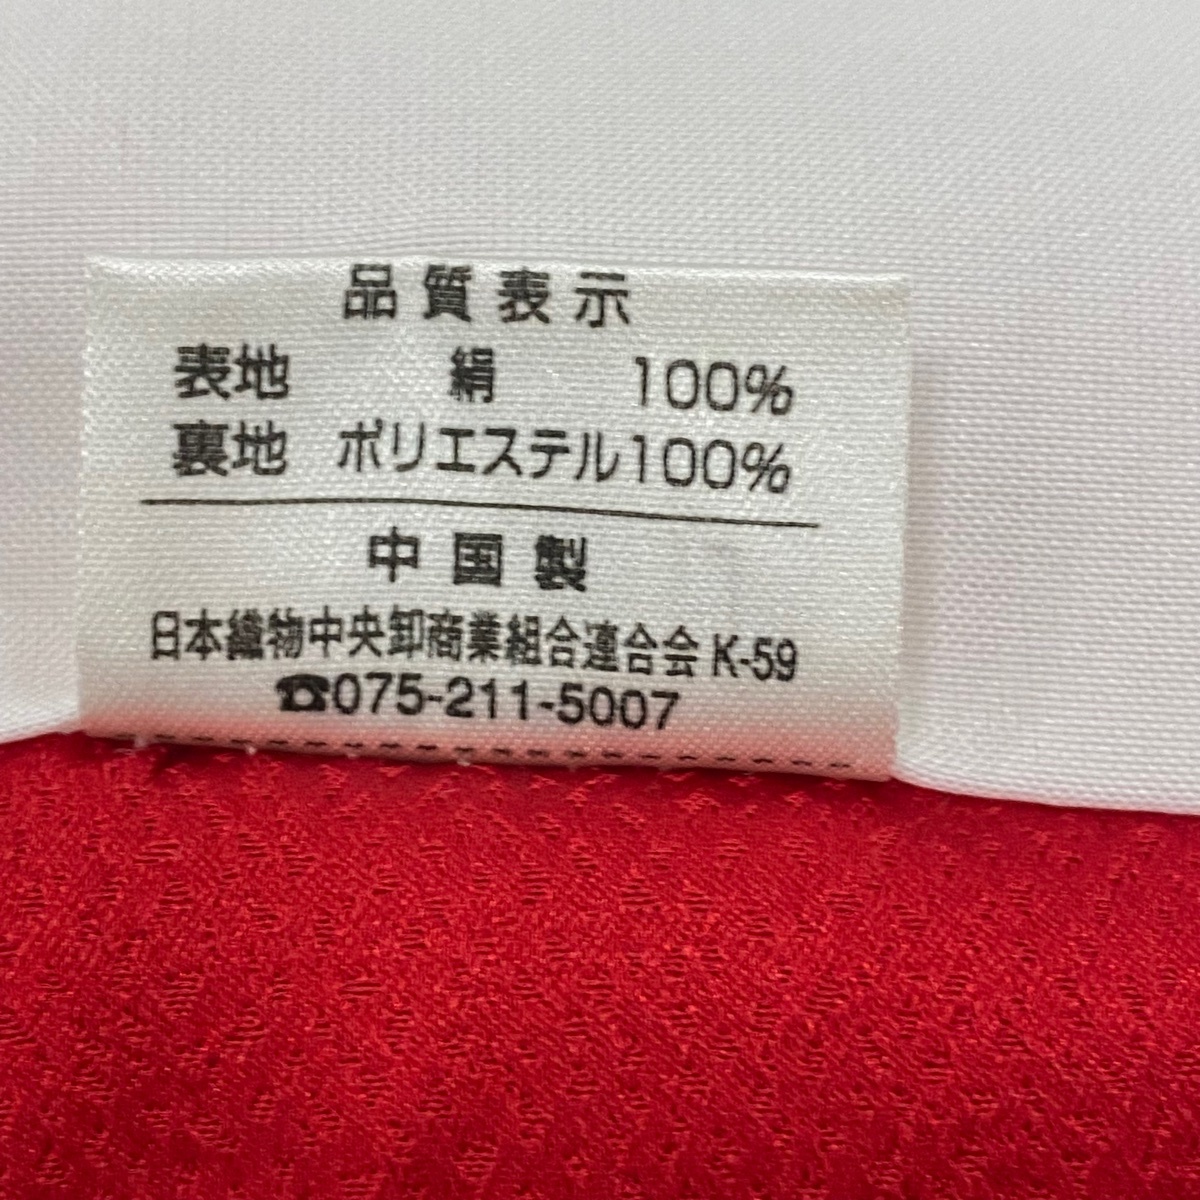 品質表示
表地 絹 100%
裏地 ポリエステル100%
中国製
日本織物中央卸商業組合連合会 K-59
☎075-211-5007